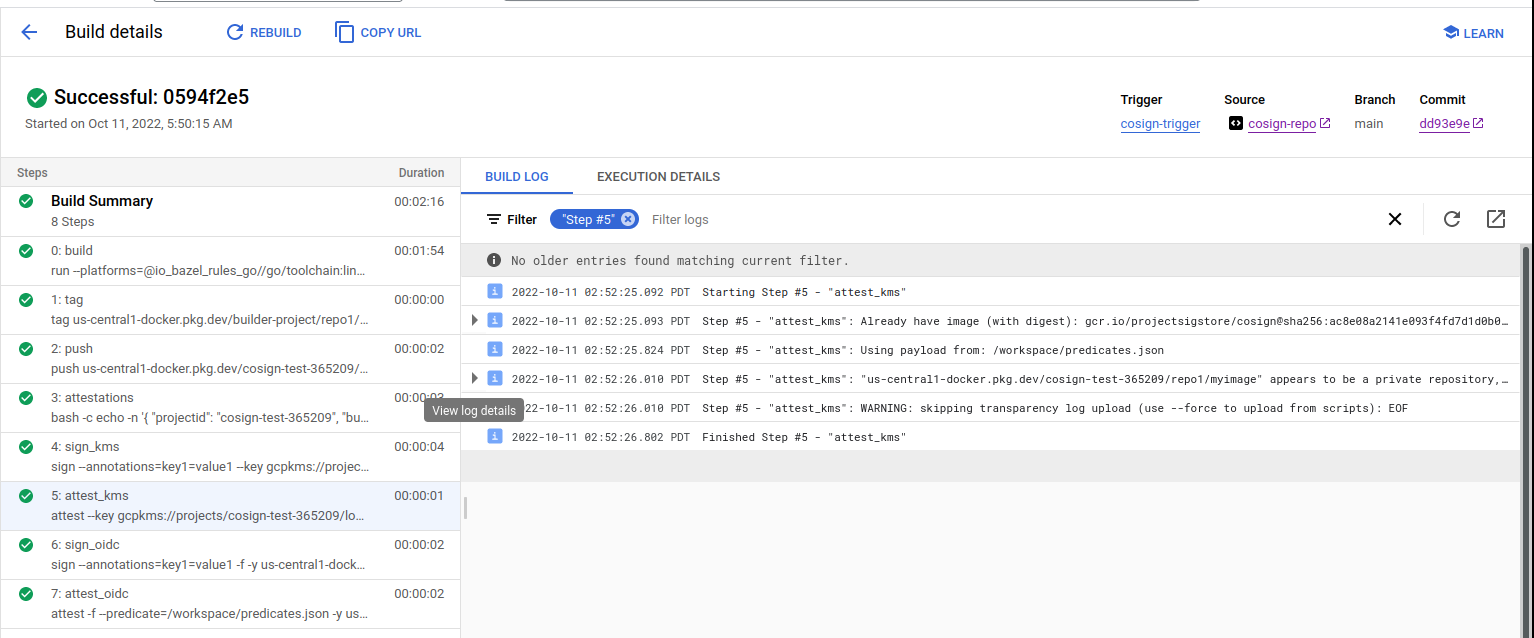 Build details
REBUILD
COPY URL
LEARN
Successful: 0594f2e5
Started on Oct 11, 2022, 5:50:15 AM
Trigger
cosign-trigger
Source
cosign-repo
Branch
main
Commit
dd93e9e
Steps
Duration
Build Summary
00:02:16
8 Steps
0: build
00:01:54
run --platforms=@io_bazel_rules_go//go/toolchain:lin…
1: tag
00:00:00
tag us-central1-docker.pkg.dev/builder-project/repo1/…
2: push
00:00:02
push us-central1-docker.pkg.dev/cosign-test-365209/…
3: attestations
bash -c echo -n '{ "projectid": "cosign-test-365209", "bu…
View log details
4: sign_kms
00:00:04
sign --annotations=key1=value1 --key gcpkms://projec…
5: attest_kms
00:00:01
attest --key gcpkms://projects/cosign-test-365209/lo…
6: sign_oidc
00:00:02
sign --annotations=key1=value1 -f -y us-central1-dock…
7: attest_oidc
00:00:02
attest -f --predicate=/workspace/predicates.json -y us…
BUILD LOG
EXECUTION DETAILS
Filter
"Step #5"
Filter logs
No older entries found matching current filter.
2022-10-11 02:52:25.092 PDT Starting Step #5 - "attest_kms"
2022-10-11 02:52:25.093 PDT Step #5 - "attest_kms": Already have image (with digest): gcr.io/projectsigstore/cosign@sha256:ac8e08a2141e093f4fd7d1d0b0…
2022-10-11 02:52:25.824 PDT Step #5 - "attest_kms": Using payload from: /workspace/predicates.json
2022-10-11 02:52:26.010 PDT Step #5 - "attest_kms": "us-central1-docker.pkg.dev/cosign-test-365209/repo1/myimage" appears to be a private repository,…
22-10-11 02:52:26.010 PDT Step #5 - "attest_kms": WARNING: skipping transparency log upload (use --force to upload from scripts): EOF
2022-10-11 02:52:26.802 PDT Finished Step #5 - "attest_kms"